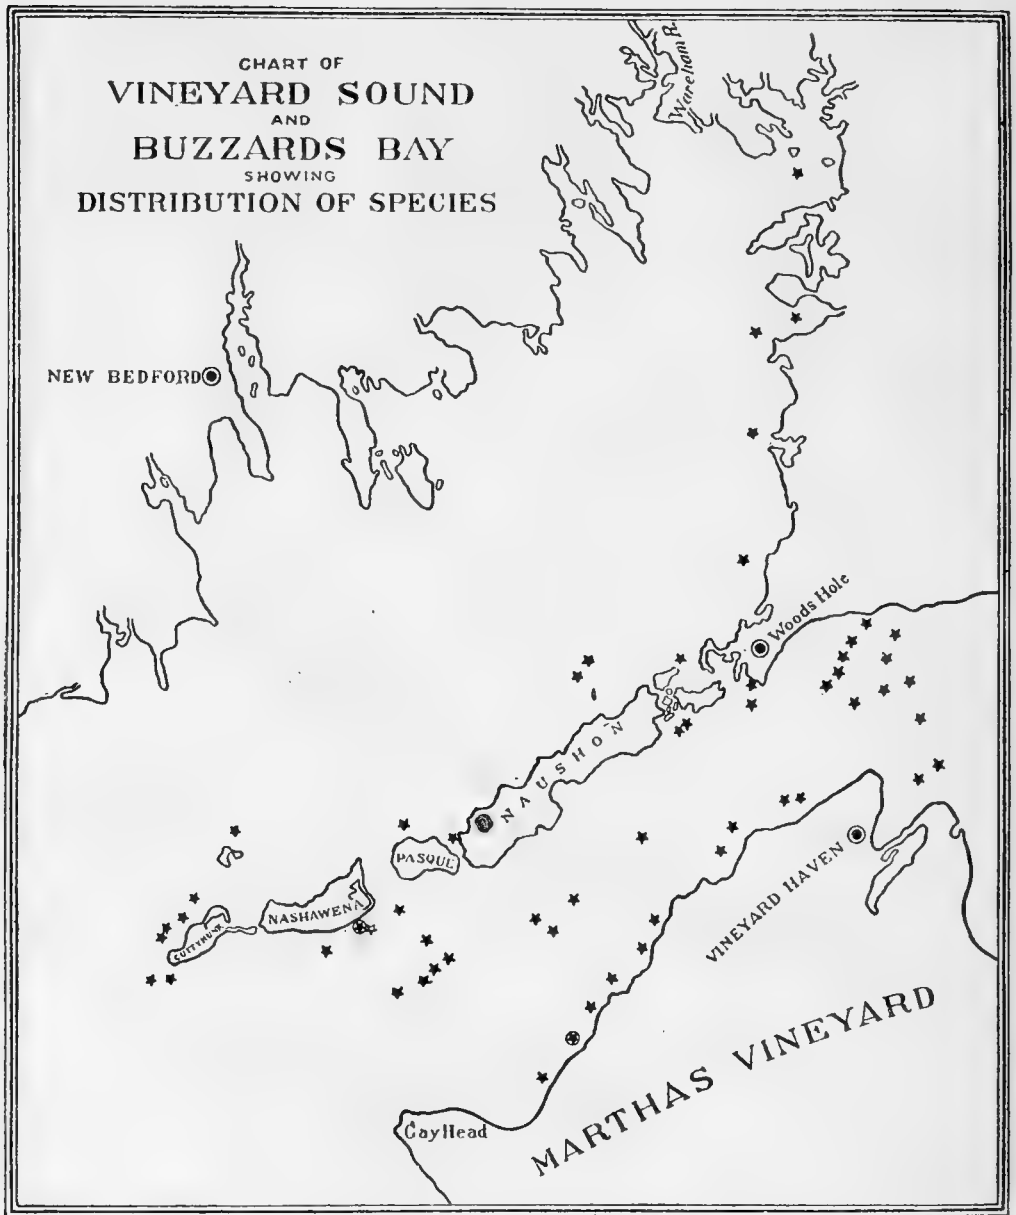 CHART OF
VINEYARD SOUND
AND
BUZZARDS BAY
SHOWING
DISTRIBUTION OF SPECIES
Wareham R.
NEW BEDFORD
Woods Hole
NAUSHON
PASQUE
NASHAWENA
CUTTYHUNK
VINEYARD HAVEN
MARTHAS VINEYARD
Gay Head